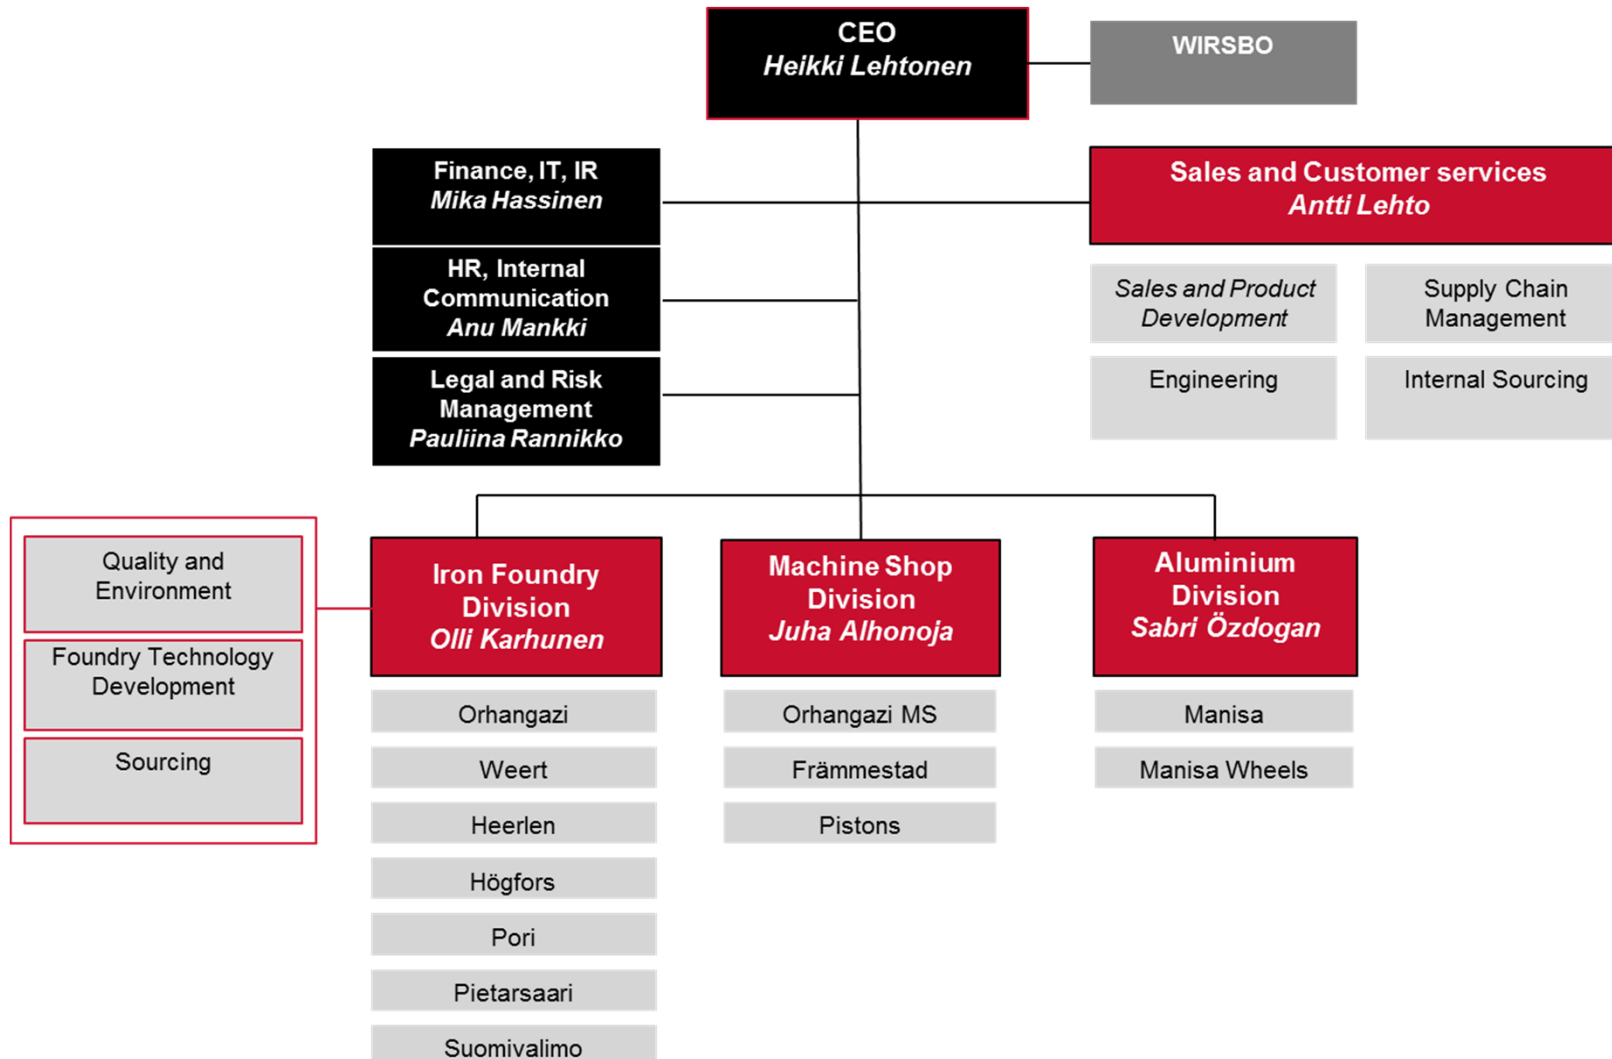 CEO
Heikki Lehtonen
WIRSBO
Finance, IT, IR
Mika Hassinen
Sales and Customer services
Antti Lehto
HR, Internal
Communication
Anu Mankki
Sales and Product
Development
Supply Chain
Management
Legal and Risk
Management
Pauliina Rannikko
Engineering
Internal Sourcing
Quality and
Environment
Foundry Technology
Development
Sourcing
Iron Foundry
Division
Olli Karhunen
Machine Shop
Division
Juha Alhonoja
Aluminium
Division
Sabri Özdogan
Orhangazi
Weert
Heerlen
Högfors
Pori
Pietarsaari
Suomivalimo
Orhangazi MS
Främmestad
Pistons
Manisa
Manisa Wheels